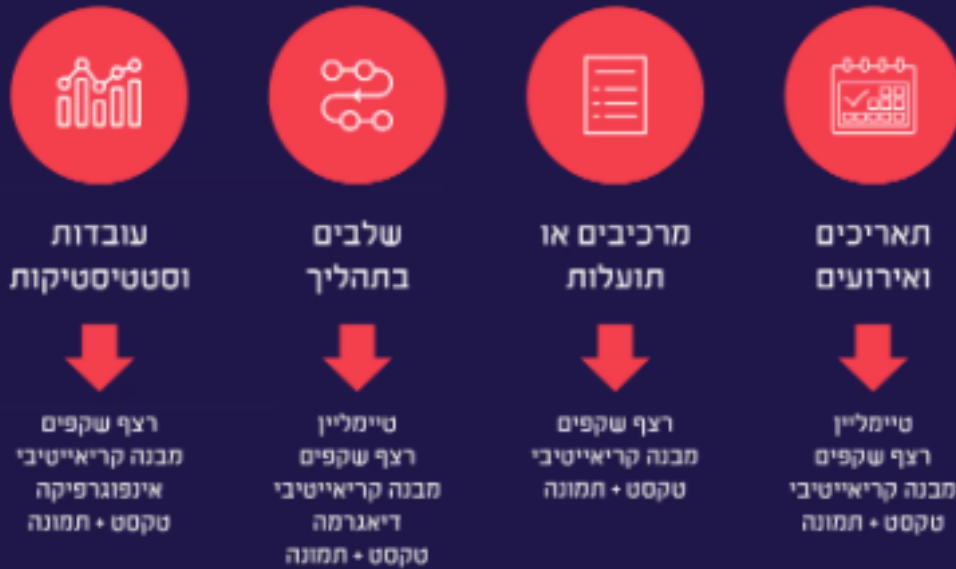 תאריכים
ואירועים
טיימליין
רצף שקפים
מבנה קריאייטיבי
טקסט + תמונה
מרכיבים או
תועלות
רצף שקפים
מבנה קריאייטיבי
טקסט + תמונה
שלבים
בתהליך
טיימליין
רצף שקפים
מבנה קריאייטיבי
דיאגרמה
טקסט + תמונה
עובדות
וסטטיסטיקות
רצף שקפים
מבנה קריאייטיבי
אינפוגרפיקה
טקסט + תמונה